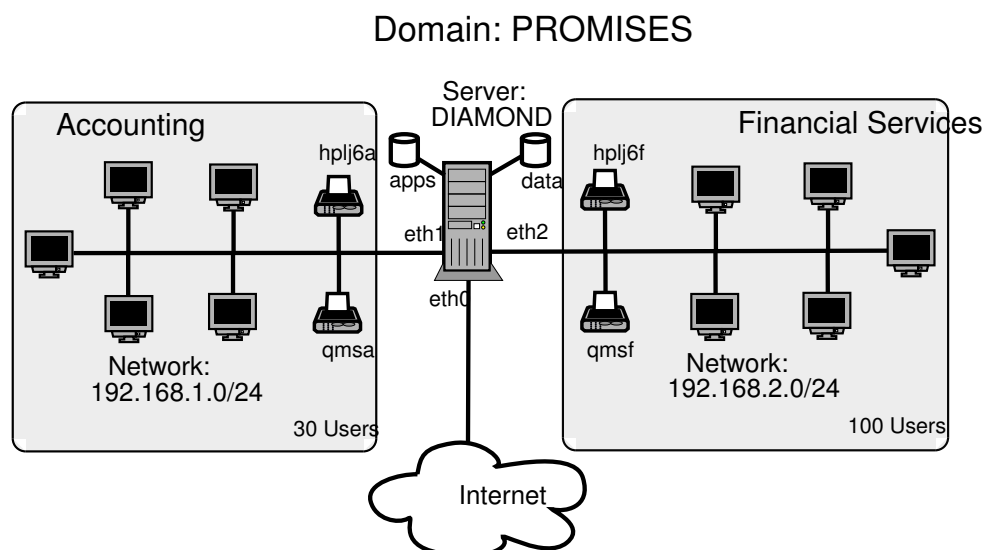 Domain: PROMISES
Server:
DIAMOND
Accounting
Financial Services
hplj6a
apps
data
hplj6f
eth1
eth2
eth0
qmsa
qmsf
Network:
192.168.1.0/24
Network:
192.168.2.0/24
30 Users
100 Users
Internet